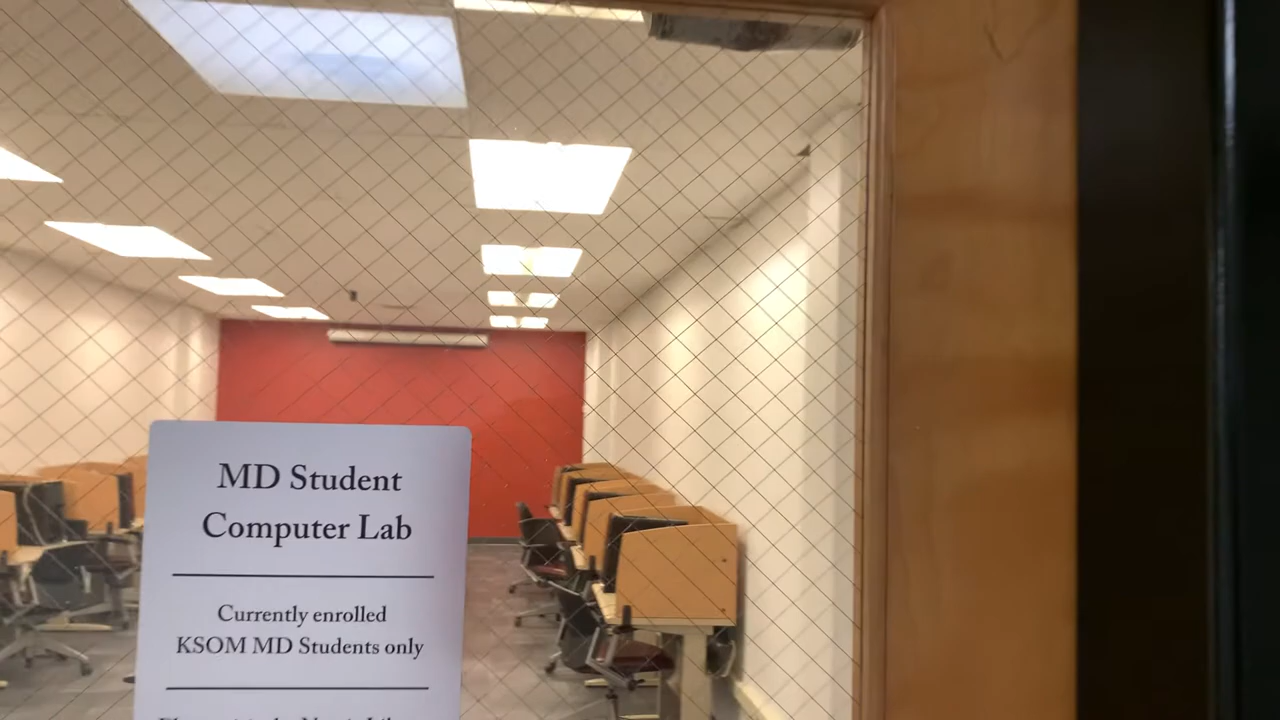 MD Student
Computer Lab
Currently enrolled
KSOM MD Students only